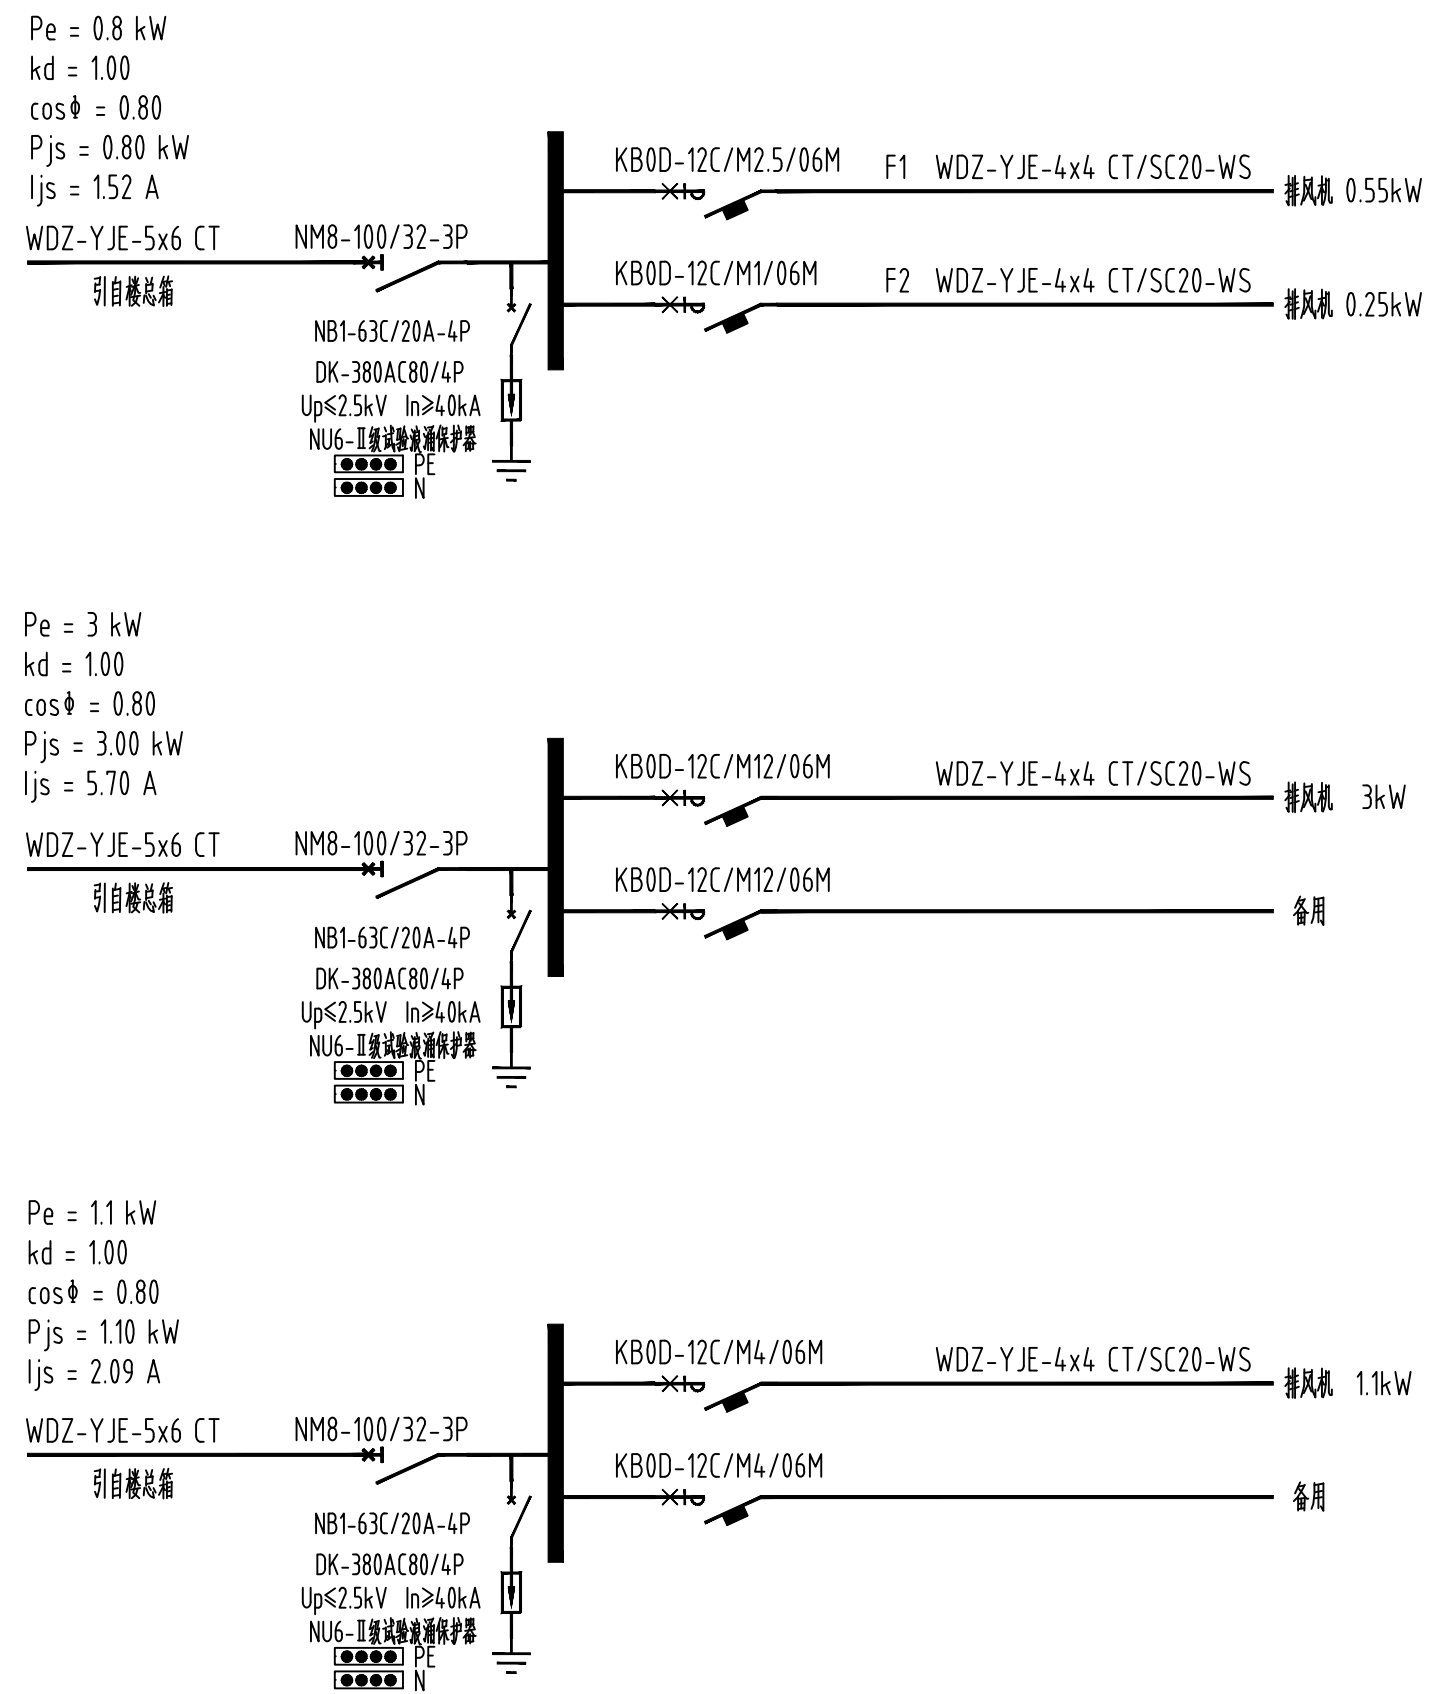 Pe = 0.8 kW
kd = 1.00
cosΦ = 0.80
Pjs = 0.80 kW
Ijs = 1.52 A
WDZ-YJE-5x6 CT
引自楼总箱
NM8-100/32-3P
NB1-63C/20A-4P
DK-380AC80/4P
Up≤2.5kV In≥40kA
NU6-Ⅱ级试验浪涌保护器
PE
N
KB0D-12C/M2.5/06M F1 WDZ-YJE-4x4 CT/SC20-WS 排风机 0.55kW
KB0D-12C/M1/06M F2 WDZ-YJE-4x4 CT/SC20-WS 排风机 0.25kW
Pe = 3 kW
kd = 1.00
cosΦ = 0.80
Pjs = 3.00 kW
Ijs = 5.70 A
WDZ-YJE-5x6 CT
引自楼总箱
NM8-100/32-3P
NB1-63C/20A-4P
DK-380AC80/4P
Up≤2.5kV In≥40kA
NU6-Ⅱ级试验浪涌保护器
PE
N
KB0D-12C/M12/06M WDZ-YJE-4x4 CT/SC20-WS 排风机 3kW
KB0D-12C/M12/06M 备用
Pe = 1.1 kW
kd = 1.00
cosΦ = 0.80
Pjs = 1.10 kW
Ijs = 2.09 A
WDZ-YJE-5x6 CT
引自楼总箱
NM8-100/32-3P
NB1-63C/20A-4P
DK-380AC80/4P
Up≤2.5kV In≥40kA
NU6-Ⅱ级试验浪涌保护器
PE
N
KB0D-12C/M4/06M WDZ-YJE-4x4 CT/SC20-WS 排风机 1.1kW
KB0D-12C/M4/06M 备用